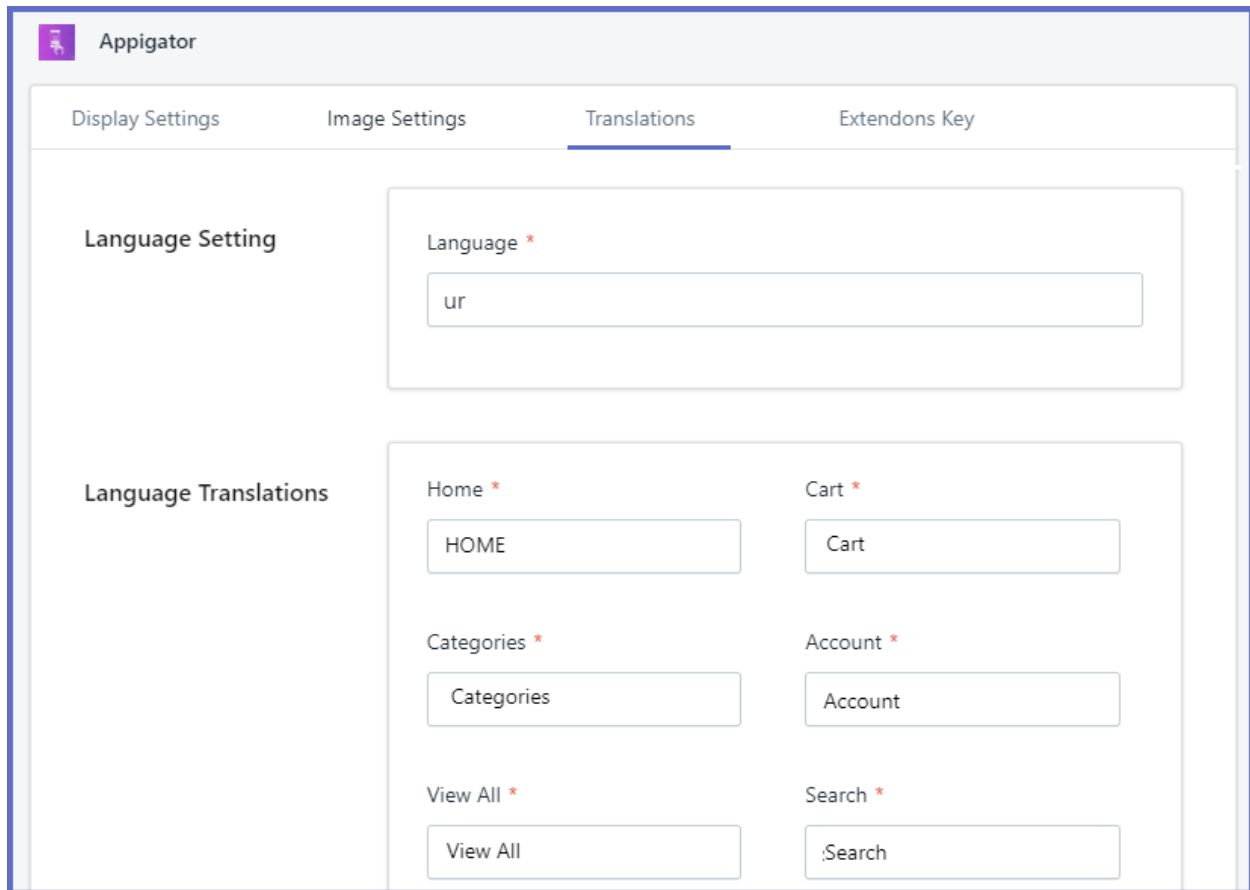 Appigator
Display Settings Image Settings Translations Extendons Key
Language Setting
Language *
ur
Language Translations
Home * Cart *
HOME Cart
Categories * Account *
Categories Account
View All * Search *
View All :Search